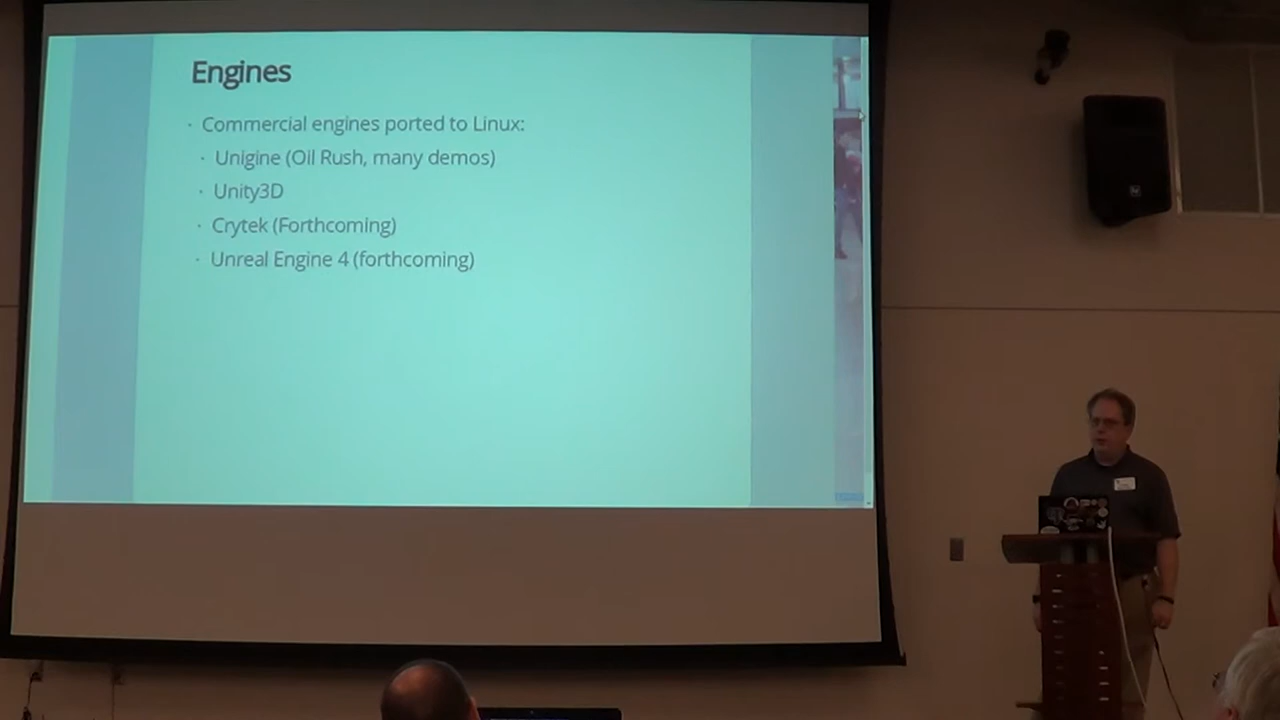 Engines
· Commercial engines ported to Linux:
· Unigine (Oil Rush, many demos)
· Unity3D
· Crytek (Forthcoming)
· Unreal Engine 4 (forthcoming)